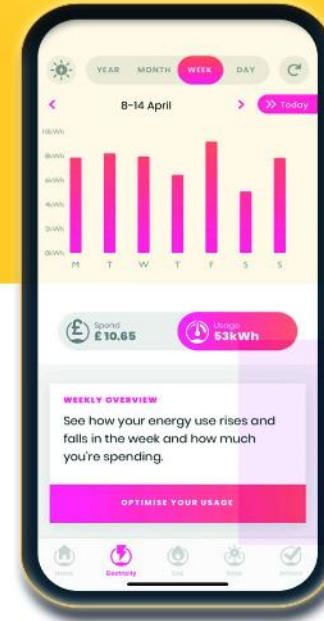 YEAR MONTH WEEK DAY
8-14 April
Today
10kWh
8kWh
6kWh
4kWh
2kWh
0kWh
M T W T F S S
Spend
£10.65
Usage
53kWh
WEEKLY OVERVIEW
See how your energy use rises and
falls in the week and how much
you're spending.
OPTIMISE YOUR USAGE
Home Electricity Gas